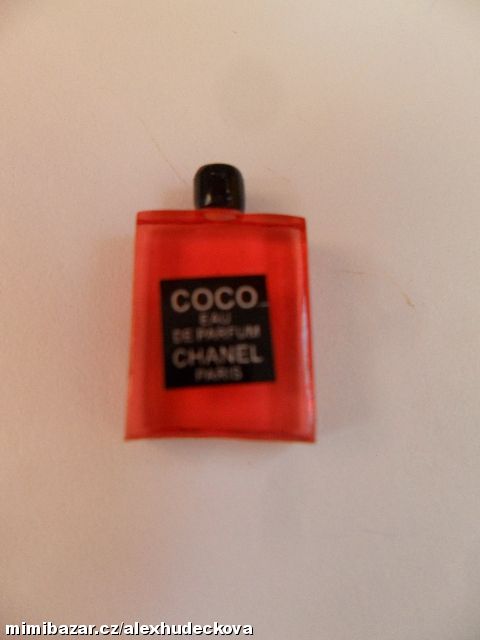 COCO
EAU
DE PARFUM
CHANEL
PARIS
mimibazar.cz/alexhudeckova